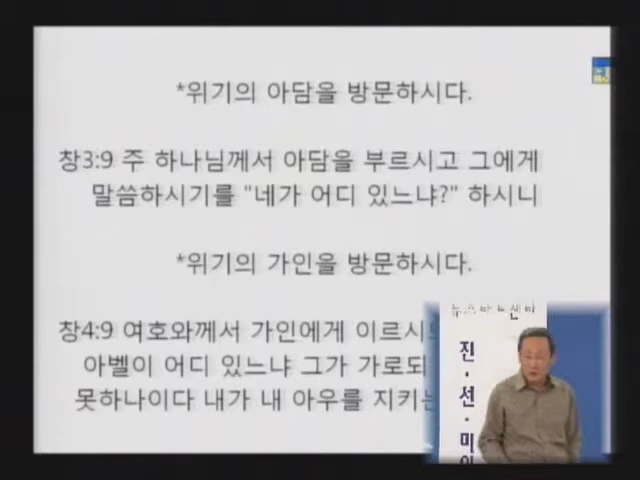 *위기의 아담을 방문하시다.
창3:9 주 하나님께서 아담을 부르시고 그에게
말씀하시기를 "네가 어디 있느냐?" 하시니
*위기의 가인을 방문하시다.
창4:9 여호와께서 가인에게 이르시
아벨이 어디 있느냐 그가 가로되
못하나이다 내가 내 아우를 지키
진·선·미